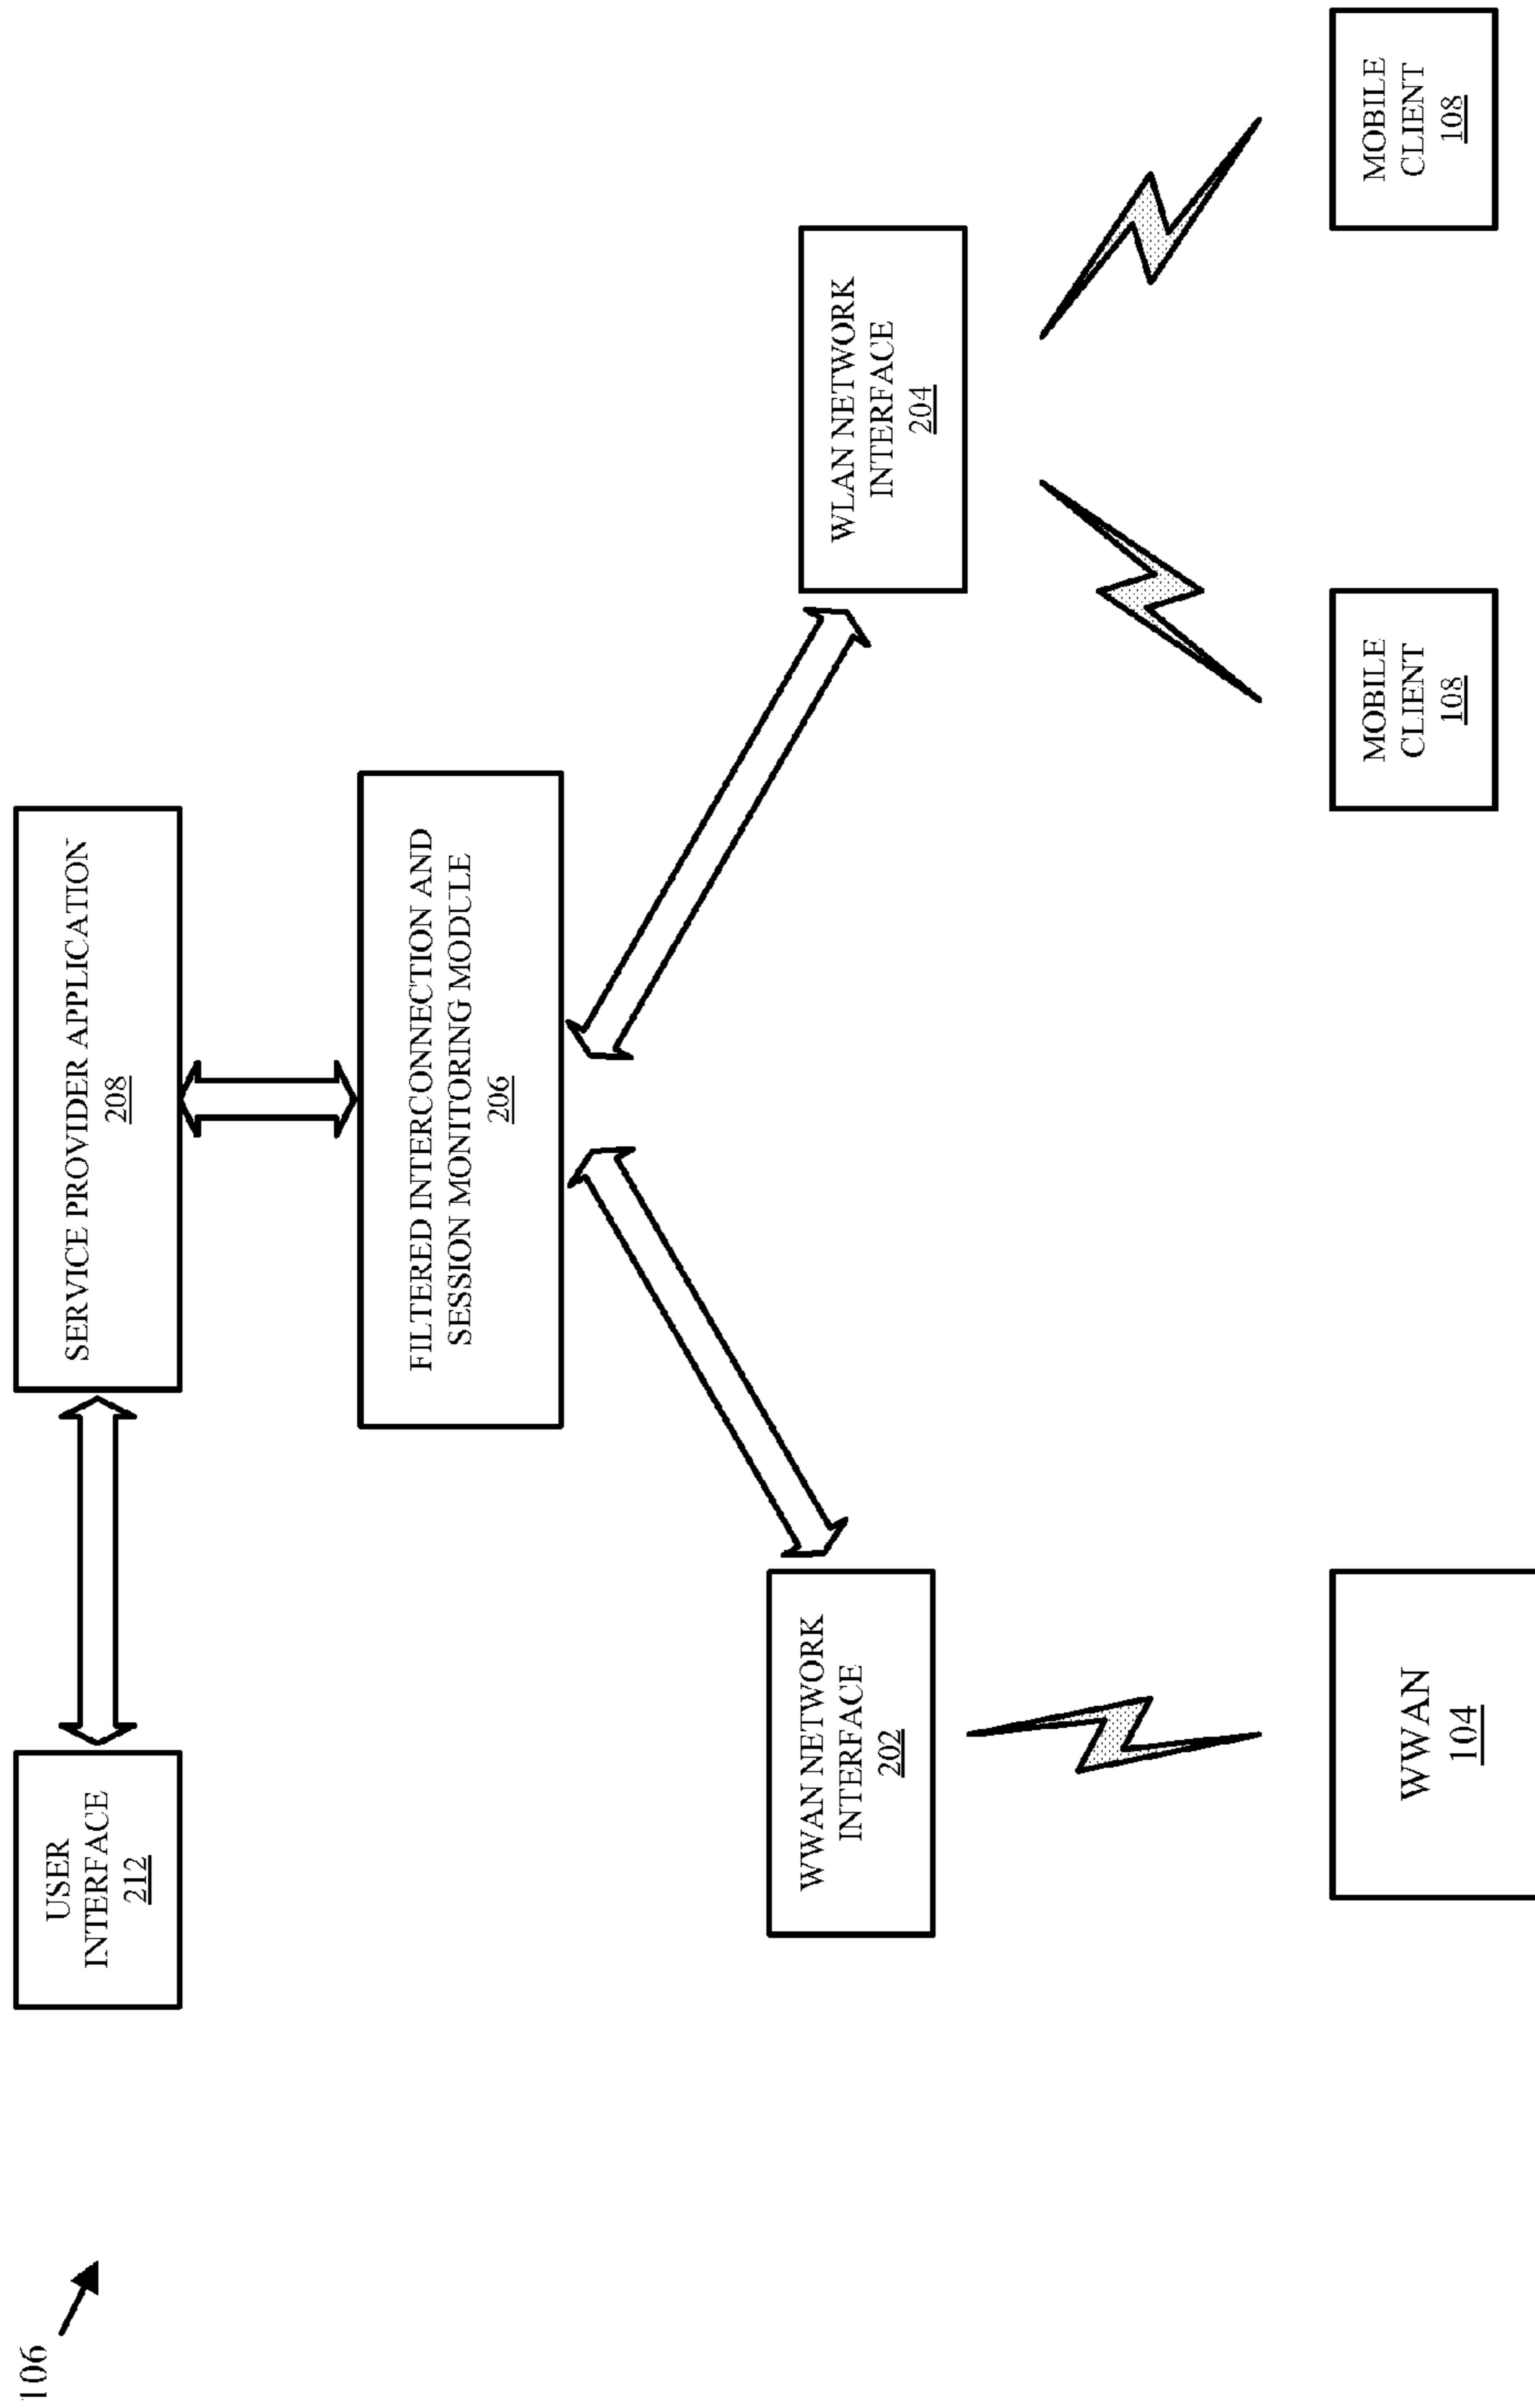 106
USER
INTERFACE
212
SERVICE PROVIDER APPLICATION
208
FILTERED INTERCONNECTION AND
SESSION MONITORING MODULE
206
WWAN NETWORK
INTERFACE
202
WLAN NETWORK
INTERFACE
204
WWAN
104
MOBILE
CLIENT
108
MOBILE
CLIENT
108